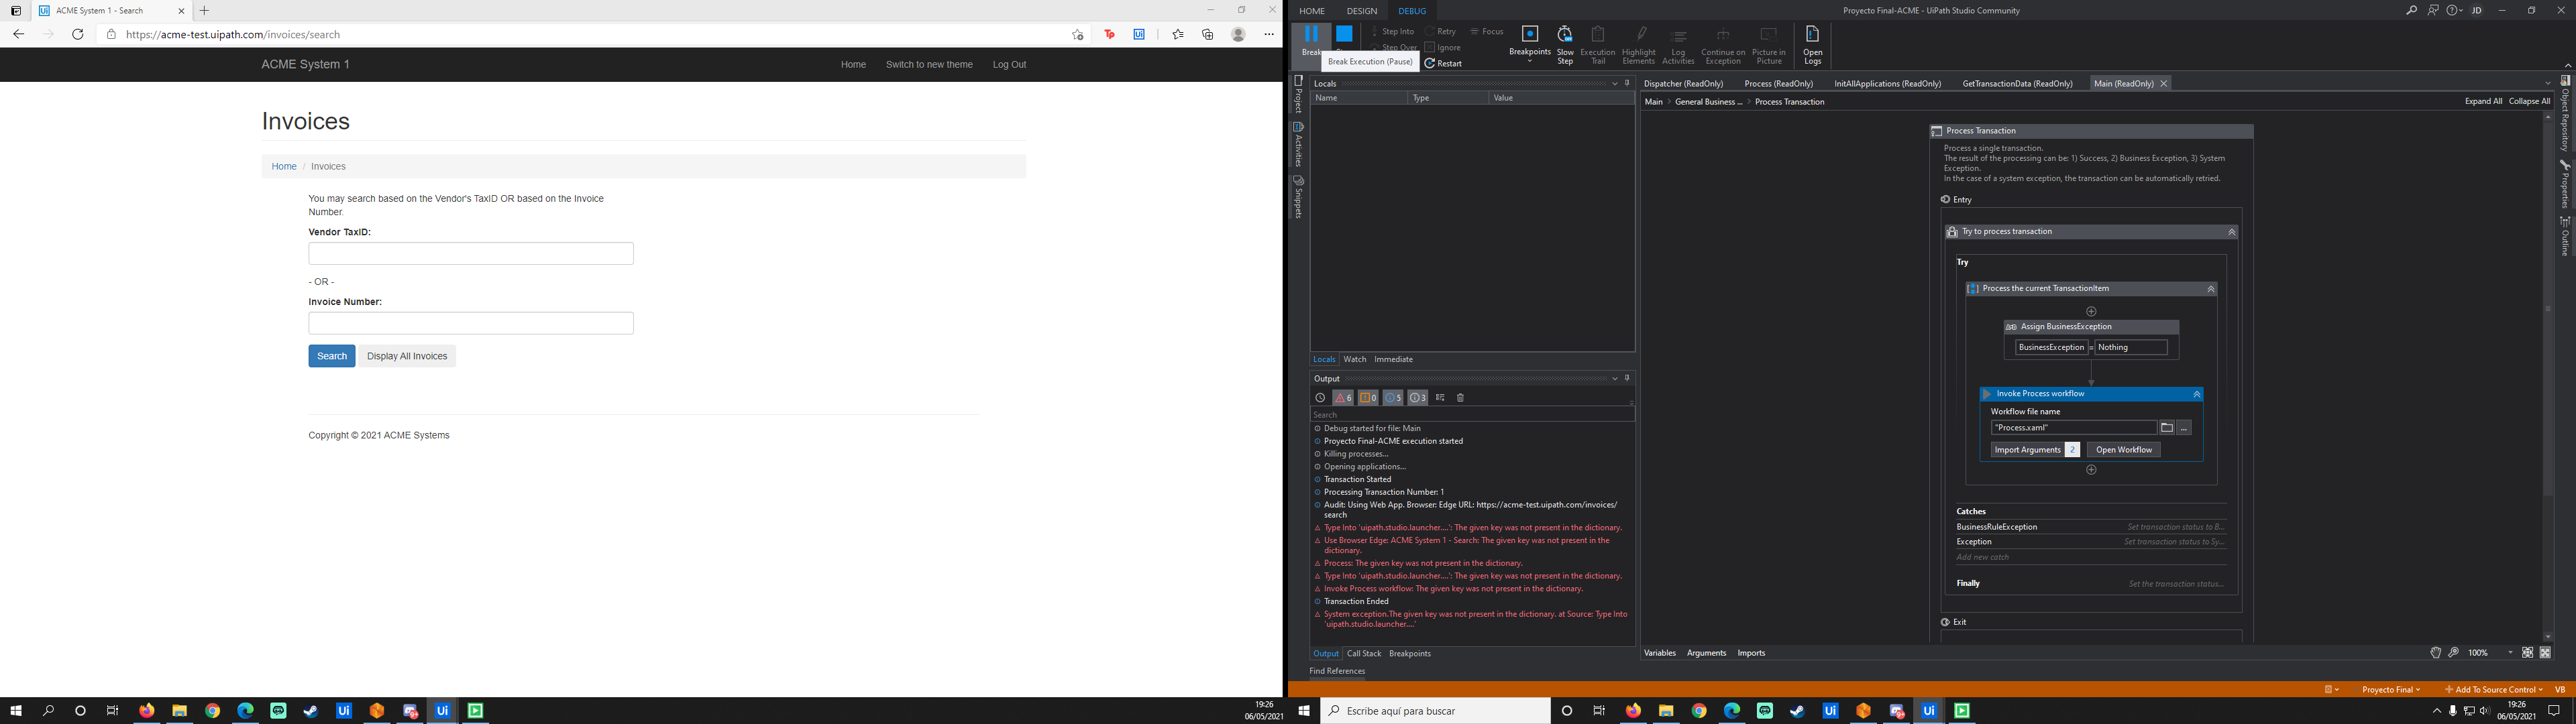 ACME System 1 - Search
https://acme-test.uipath.com/invoices/search
ACME System 1
Home
Switch to new theme
Log Out
Invoices
Home / Invoices
You may search based on the Vendor's TaxID OR based on the Invoice
Number.
Vendor TaxID:
- OR -
Invoice Number:
Search
Display All Invoices
Copyright © 2021 ACME Systems
19:26
06/05/2021
HOME
DESIGN
DEBUG
Proyecto Final-ACME - UiPath Studio Community
JD
Break
Step Into
Step Over
Retry
Ignore
Restart
Focus
Breakpoints
Slow
Step
Execution
Trail
Highlight
Elements
Log
Activities
Continue on
Exception
Picture in
Picture
Open
Logs
Break Execution (Pause)
Project
Activities
Snippets
Locals
Name
Type
Value
Locals
Watch
Immediate
Output
6
0
5
3
Search
Debug started for file: Main
Proyecto Final-ACME execution started
Killing processes...
Opening applications...
Transaction Started
Processing Transaction Number: 1
Audit: Using Web App. Browser: Edge URL: https://acme-test.uipath.com/invoices/
search
Type Into 'uipath.studio.launcher....': The given key was not present in the dictionary.
Use Browser Edge: ACME System 1 - Search: The given key was not present in the
dictionary.
Process: The given key was not present in the dictionary.
Type Into 'uipath.studio.launcher....': The given key was not present in the dictionary.
Invoke Process workflow: The given key was not present in the dictionary.
Transaction Ended
System exception.The given key was not present in the dictionary. at Source: Type Into
'uipath.studio.launcher....'
Output
Call Stack
Breakpoints
Find References
Dispatcher (ReadOnly)
Process (ReadOnly)
InitAllApplications (ReadOnly)
GetTransactionData (ReadOnly)
Main (ReadOnly)
Main > General Business ... > Process Transaction
Expand All
Collapse All
Process Transaction
Process a single transaction.
The result of the processing can be: 1) Success, 2) Business Exception, 3) System
Exception.
In the case of a system exception, the transaction can be automatically retried.
Entry
Try to process transaction
Try
Process the current TransactionItem
Assign BusinessException
BusinessException = Nothing
Invoke Process workflow
Workflow file name
"Process.xaml"
...
Import Arguments 2
Open Workflow
Catches
BusinessRuleException
Set transaction status to B...
Exception
Set transaction status to Sy...
Add new catch
Finally
Set the transaction status...
Exit
Variables
Arguments
Imports
100%
Object Repository
Properties
Outline
Proyecto Final
Add To Source Control
VB
Escribe aquí para buscar
19:26
06/05/2021